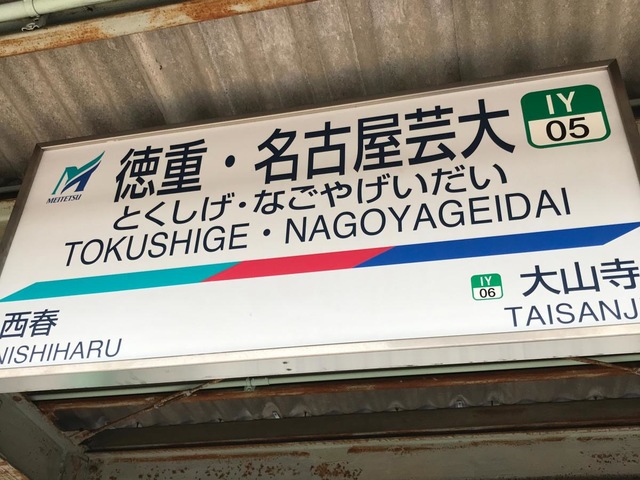 MEITETSU
徳重・名古屋芸大
IY
05
とくしげ・なごやげいだい
TOKUSHIGE・NAGOYAGEIDAI
西春
NISHIHARU
IY
06
大山寺
TAISANJ